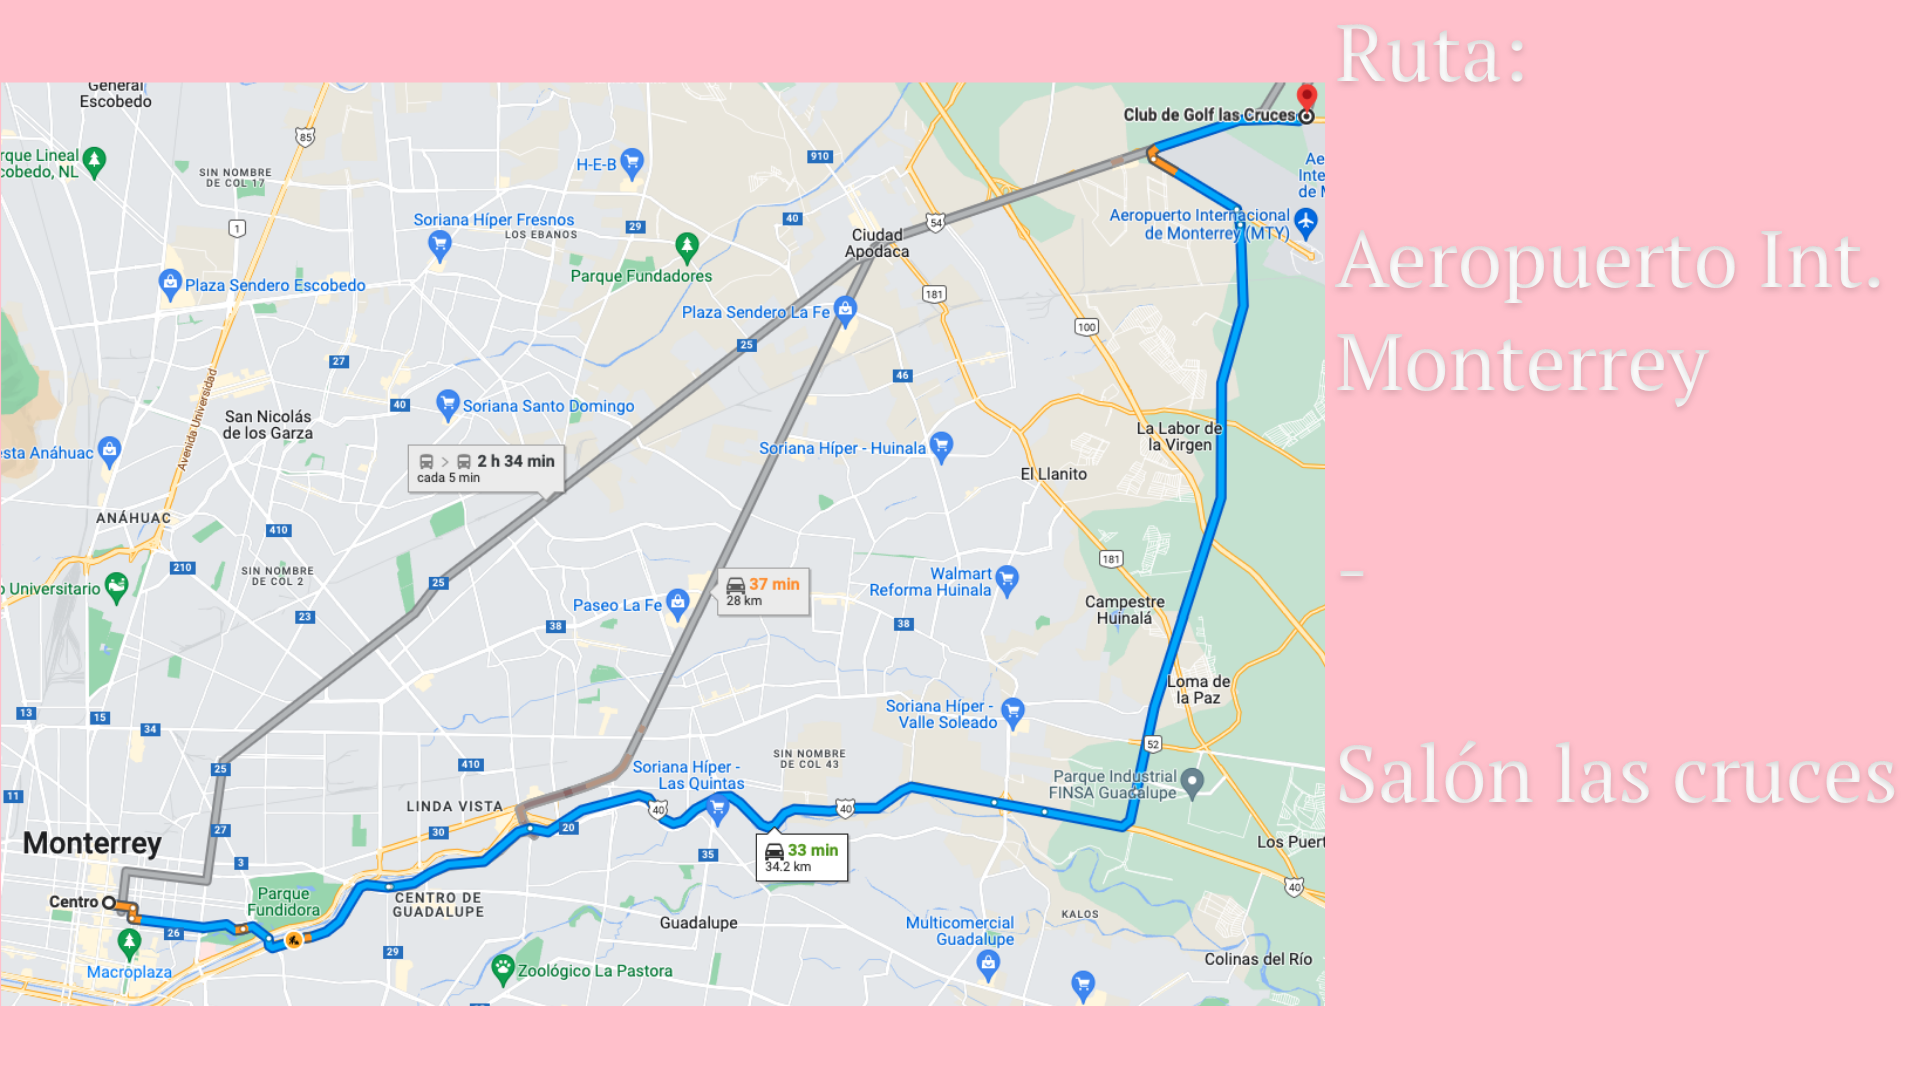 Ruta:
Aeropuerto Int.
Monterrey
-
Salón las cruces
General
Escobedo
Club de Golf las Cruces
85
rque Lineal
cobedo, NL
H-E-B
910
SIN NOMBRE
DE COL 17
Ae
Inte
de M
Soriana Híper Fresnos
LOS EBANOS
1
29
40
54
Aeropuerto Internacional
de Monterrey (MTY)
Ciudad
Apodaca
Parque Fundadores
Plaza Sendero Escobedo
181
Plaza Sendero La Fe
100
25
27
46
Avenida Universidad
40
Soriana Santo Domingo
San Nicolás
de los Garza
La Labor de
la Virgen
Soriana Híper - Huinala
esta Anáhuac
2 h 34 min
cada 5 min
El Llanito
ANÁHUAC
410
181
210
SIN NOMBRE
DE COL 2
25
37 min
28 km
Walmart
Reforma Huinala
o Universitario
Paseo La Fe
23
38
38
Campestre
Huinalá
Loma de
la Paz
13
15
34
Soriana Híper -
Valle Soleado
52
25
410
Soriana Híper -
Las Quintas
SIN NOMBRE
DE COL 43
Parque Industrial
FINSA Guadalupe
11
LINDA VISTA
40
40
27
30
20
Monterrey
3
35
33 min
34.2 km
Los Puert
40
Centro
Parque
Fundidora
CENTRO DE
GUADALUPE
26
Guadalupe
Multicomercial
Guadalupe
KALOS
29
Colinas del Río
Macroplaza
Zoológico La Pastora